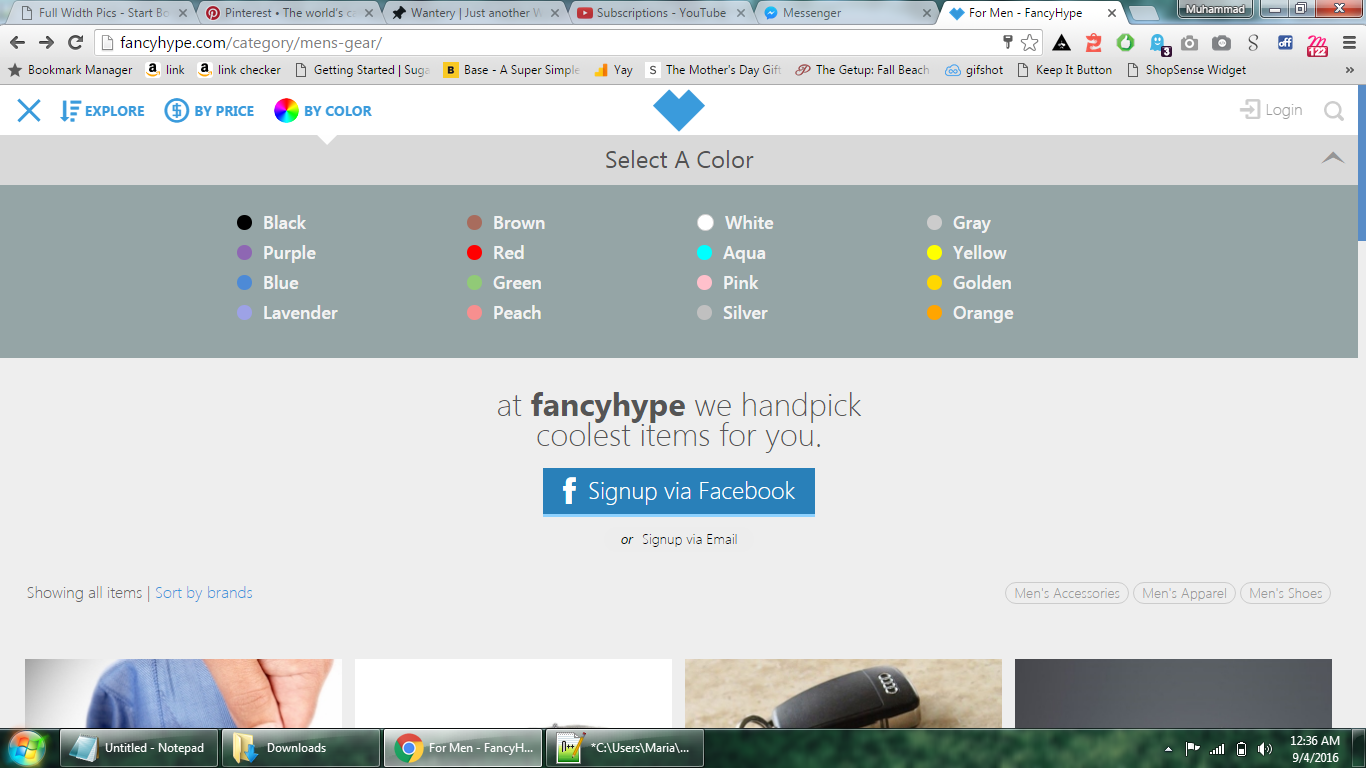 Full Width Pics - Start Bo
Pinterest • The world's ca
Wantery | Just another W
Subscriptions - YouTube
Messenger
For Men - FancyHype
Muhammad
fancyhype.com/category/mens-gear/
3
off
122
Bookmark Manager
link
link checker
Getting Started | Suga
Base - A Super Simple
Yay
The Mother's Day Gift
The Getup: Fall Beach
gifshot
Keep It Button
ShopSense Widget
»
EXPLORE
BY PRICE
BY COLOR
Login
Select A Color
Black
Brown
White
Gray
Purple
Red
Aqua
Yellow
Blue
Green
Pink
Golden
Lavender
Peach
Silver
Orange
at fancyhype we handpick
coolest items for you.
f Signup via Facebook
or Signup via Email
Showing all items | Sort by brands
Men's Accessories
Men's Apparel
Men's Shoes
Untitled - Notepad
Downloads
For Men - FancyH...
*C:\Users\Maria\...
12:36 AM
9/4/2016